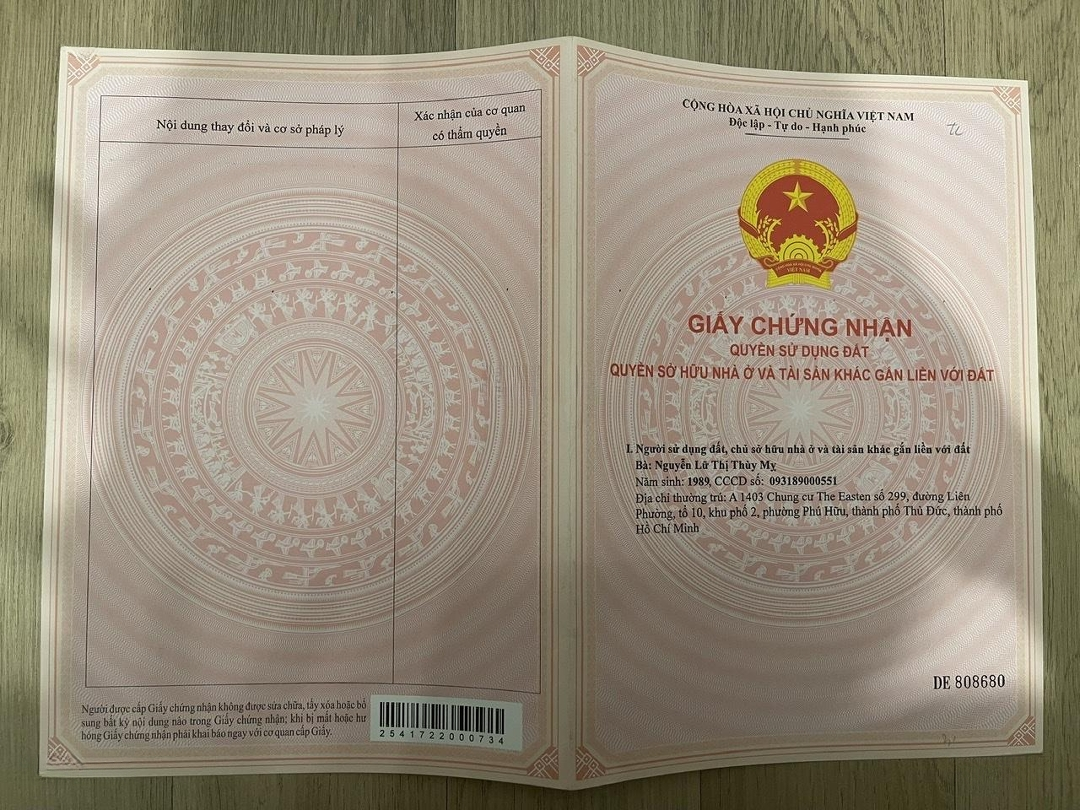 Nội dung thay đổi và cơ sở pháp lý
Xác nhận của cơ quan
có thẩm quyền
Người được cấp Giấy chứng nhận không được sửa chữa, tẩy xóa hoặc bổ
sung bất kỳ nội dung nào trong Giấy chứng nhận; khi bị mất hoặc hư
hỏng Giấy chứng nhận phải khai báo ngay với cơ quan cấp Giấy.
2541722000734
CỘNG HÒA XÃ HỘI CHỦ NGHĨA VIỆT NAM
Độc lập - Tự do - Hạnh phúc
VIỆT NAM
GIẤY CHỨNG NHẬN
QUYỀN SỬ DỤNG ĐẤT
QUYỀN SỞ HỮU NHÀ Ở VÀ TÀI SẢN KHÁC GẮN LIỀN VỚI ĐẤT
I. Người sử dụng đất, chủ sở hữu nhà ở và tài sản khác gắn liền với đất
Bà: Nguyễn Lữ Thị Thùy Mỵ
Năm sinh: 1989, CCCD số: 093189000551
Địa chỉ thường trú: A 1403 Chung cư The Easten số 299, đường Liên
Phường, tổ 10, khu phố 2, phường Phú Hữu, thành phố Thủ Đức, thành phố
Hồ Chí Minh
DE 808680